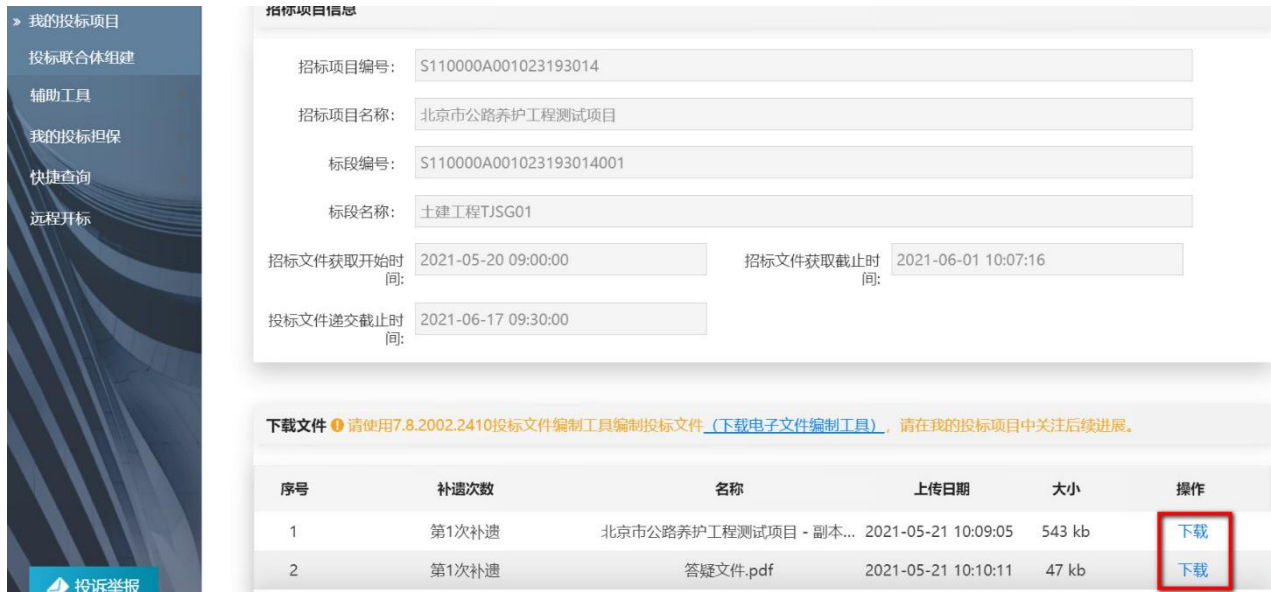 » 我的投标项目
投标联合体组建
辅助工具
我的投标担保
快捷查询
远程开标
投诉举报
招标项目信息
招标项目编号: S110000A001023193014
招标项目名称: 北京市公路养护工程测试项目
标段编号: S110000A001023193014001
标段名称: 土建工程TJSG01
招标文件获取开始时间: 2021-05-20 09:00:00 招标文件获取截止时间: 2021-06-01 10:07:16
投标文件递交截止时间: 2021-06-17 09:30:00
下载文件 请使用7.8.2002.2410投标文件编制工具编制投标文件（下载电子文件编制工具），请在我的投标项目中关注后续进展。
序号 补遗次数 名称 上传日期 大小 操作
1 第1次补遗 北京市公路养护工程测试项目 - 副本... 2021-05-21 10:09:05 543 kb 下载
2 第1次补遗 答疑文件.pdf 2021-05-21 10:10:11 47 kb 下载